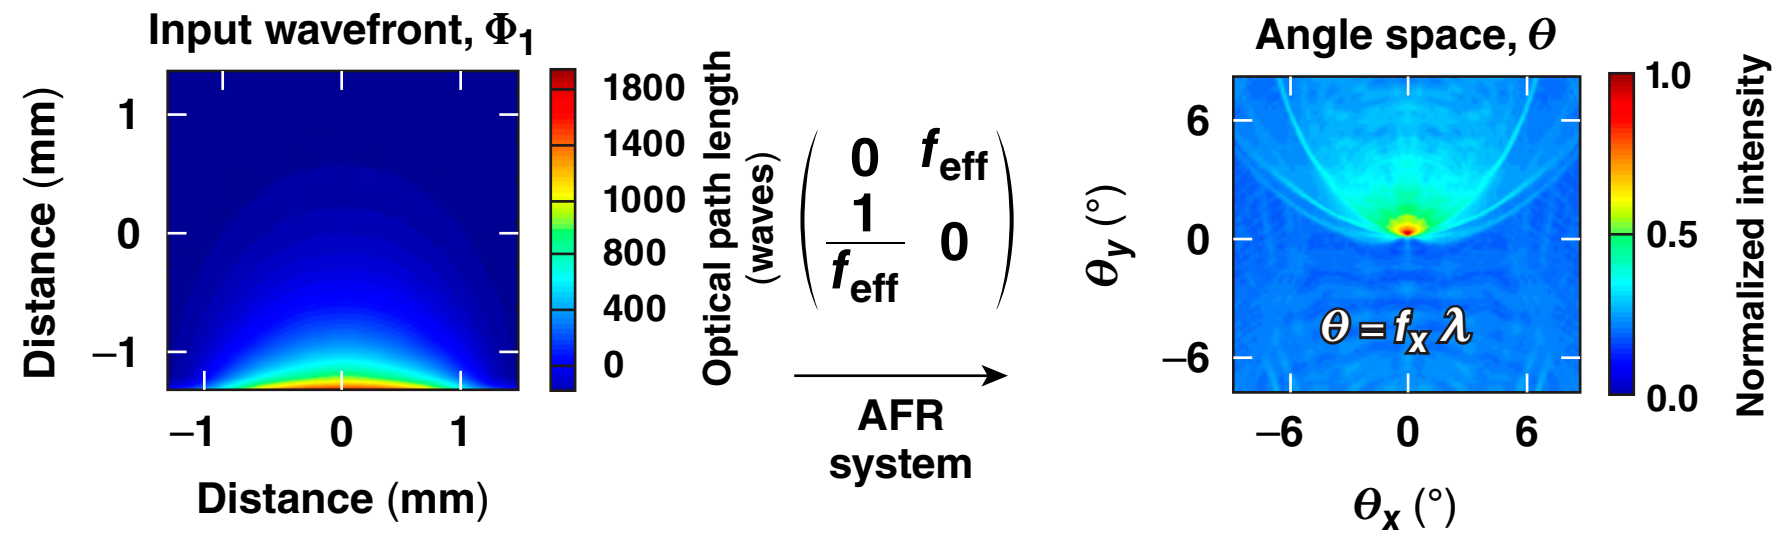 Input wavefront, Φ1
Distance (mm)
1
0
–1
–1 0 1
Distance (mm)
1800
1400
1000
800
400
0
Optical path length
(waves)
0 feff
1
feff
0
AFR
system
Angle space, θ
θy (°)
6
0
–6
θ = fx λ
–6 0 6
θx (°)
1.0
0.5
0.0
Normalized intensity